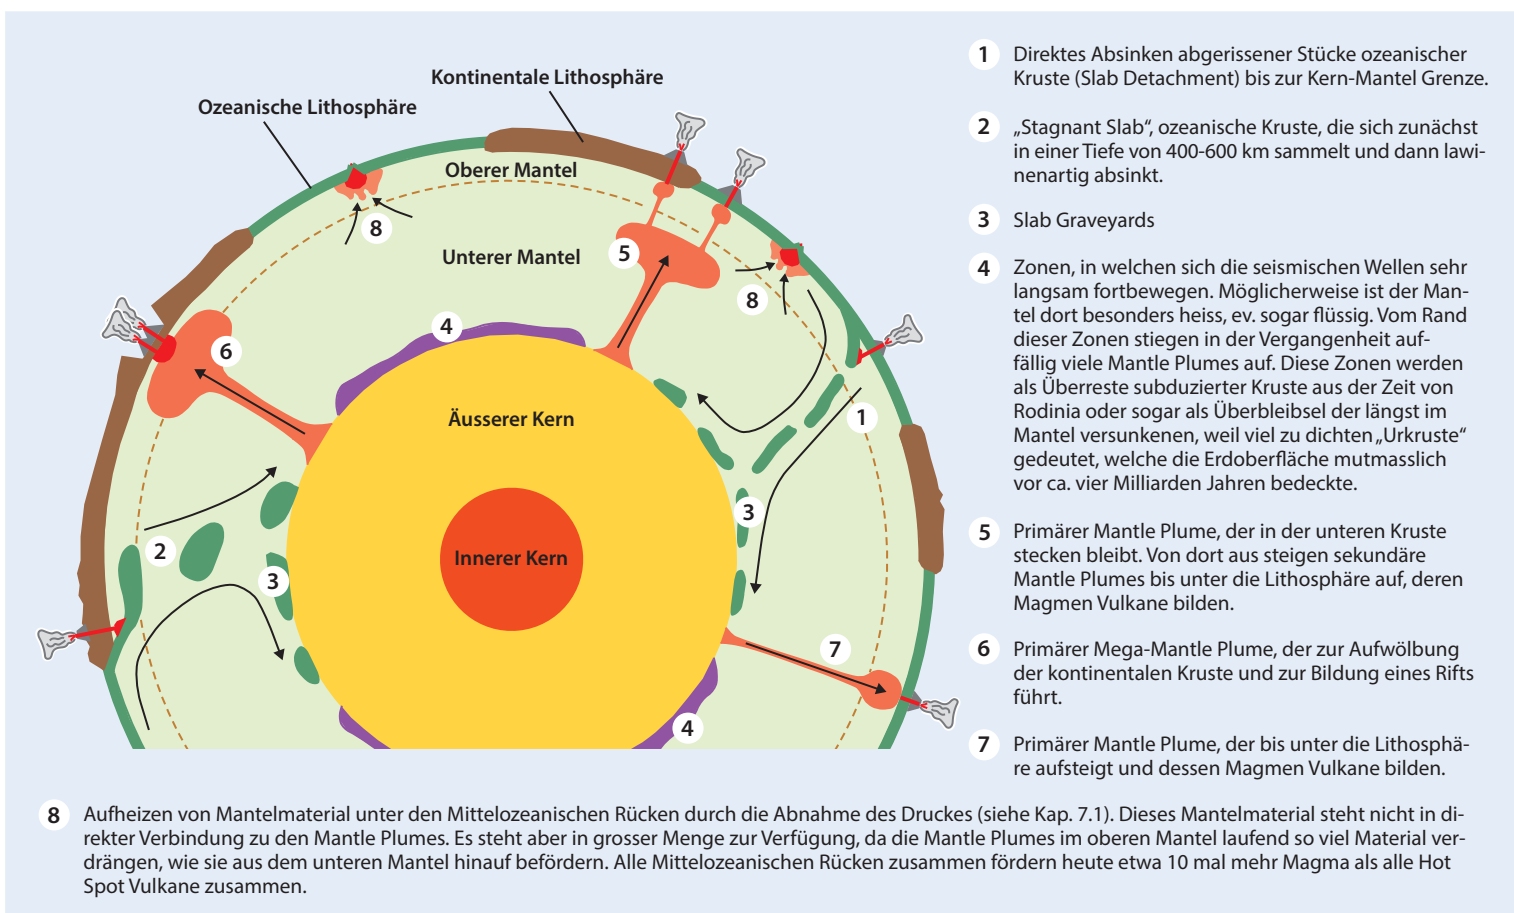 Kontinentale Lithosphäre
Ozeanische Lithosphäre
Oberer Mantel
8
Unterer Mantel
5
8
4
6
Äusserer Kern
1
3
2
Innerer Kern
3
7
4
1 Direktes Absinken abgerissener Stücke ozeanischer
Kruste (Slab Detachment) bis zur Kern-Mantel Grenze.
2 „Stagnant Slab“, ozeanische Kruste, die sich zunächst
in einer Tiefe von 400-600 km sammelt und dann lawi-
nenartig absinkt.
3 Slab Graveyards
4 Zonen, in welchen sich die seismischen Wellen sehr
langsam fortbewegen. Möglicherweise ist der Man-
tel dort besonders heiss, ev. sogar flüssig. Vom Rand
dieser Zonen stiegen in der Vergangenheit auf-
fällig viele Mantle Plumes auf. Diese Zonen werden
als Überreste subduzierter Kruste aus der Zeit von
Rodinia oder sogar als Überbleibsel der längst im
Mantel versunkenen, weil viel zu dichten „Urkruste“
gedeutet, welche die Erdoberfläche mutmasslich
vor ca. vier Milliarden Jahren bedeckte.
5 Primärer Mantle Plume, der in der unteren Kruste
stecken bleibt. Von dort aus steigen sekundäre
Mantle Plumes bis unter die Lithosphäre auf, deren
Magmen Vulkane bilden.
6 Primärer Mega-Mantle Plume, der zur Aufwölbung
der kontinentalen Kruste und zur Bildung eines Rifts
führt.
7 Primärer Mantle Plume, der bis unter die Lithosphä-
re aufsteigt und dessen Magmen Vulkane bilden.
8 Aufheizen von Mantelmaterial unter den Mittelozeanischen Rücken durch die Abnahme des Druckes (siehe Kap. 7.1). Dieses Mantelmaterial steht nicht in di-
rekter Verbindung zu den Mantle Plumes. Es steht aber in grosser Menge zur Verfügung, da die Mantle Plumes im oberen Mantel laufend so viel Material ver-
drängen, wie sie aus dem unteren Mantel hinauf befördern. Alle Mittelozeanischen Rücken zusammen fördern heute etwa 10 mal mehr Magma als alle Hot
Spot Vulkane zusammen.